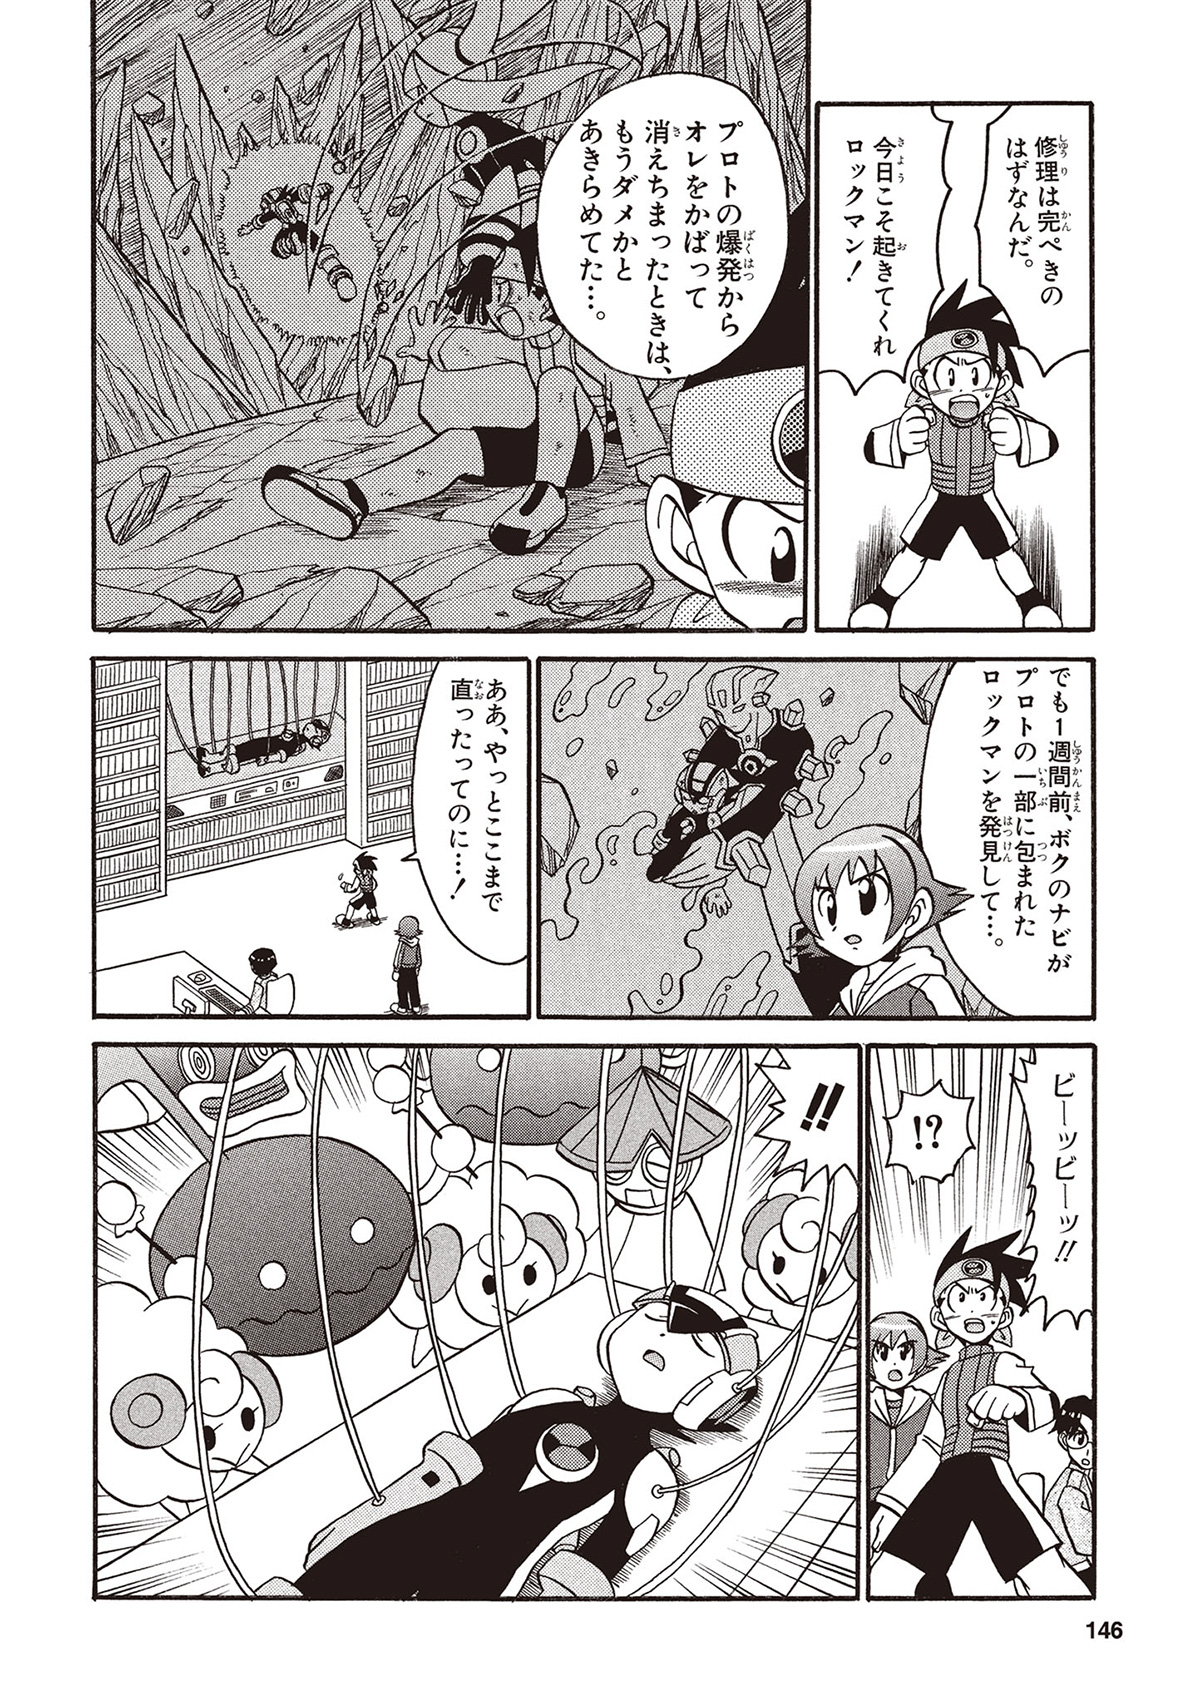 修理は完ぺきの
はずなんだ。
今日こそ起きてくれ
ロックマン！
プロトの爆発から
オレをかばって
消えちまったときは、
もうダメかと
あきらめてた…。
でも1週間前、ボクのナビが
プロトの一部に包まれた
ロックマンを発見して…。
ああ、やっとここまで
直ったってのに…！
ビーッビーッ!!
!?
!!
146